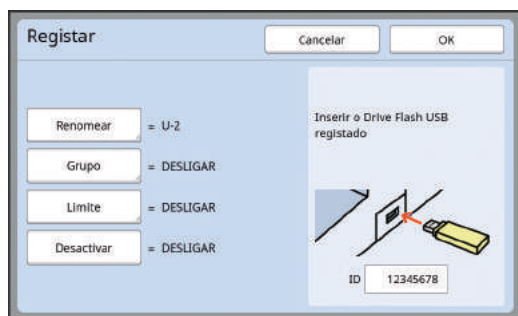 Registar
Cancelar
OK
Renomear = U-2
Grupo = DESLIGAR
Limite = DESLIGAR
Desactivar = DESLIGAR
Inserir o Drive Flash USB
registado
ID 12345678